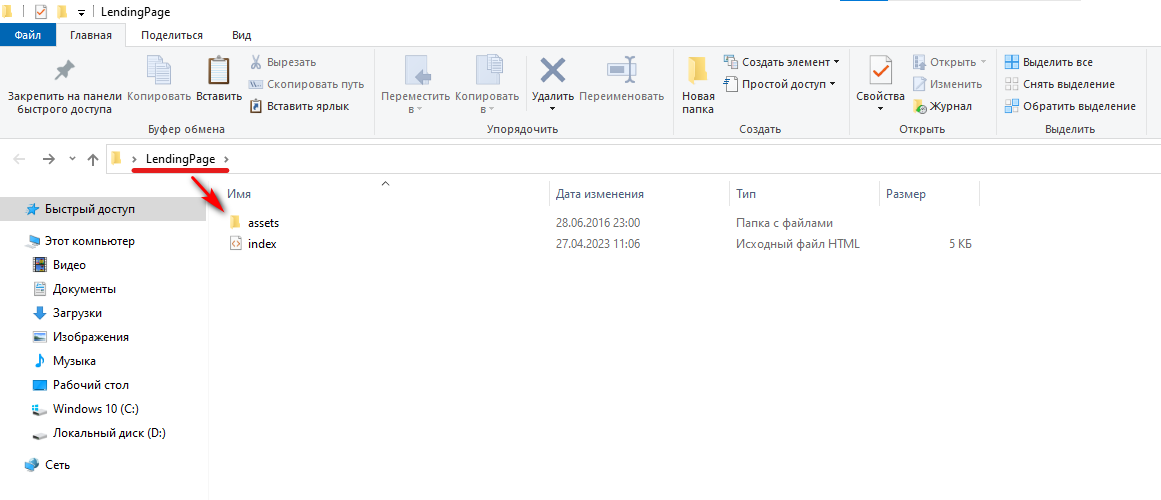 LendingPage
Файл Главная Поделиться Вид
Закрепить на панели быстрого доступа
Копировать
Вставить
Вырезать
Скопировать путь
Вставить ярлык
Буфер обмена
Переместить в
Копировать в
Удалить
Переименовать
Упорядочить
Новая папка
Создать элемент
Простой доступ
Создать
Свойства
Открыть
Изменить
Журнал
Открыть
Выделить все
Снять выделение
Обратить выделение
Выделить
LendingPage
Имя Дата изменения Тип Размер
assets 28.06.2016 23:00 Папка с файлами
index 27.04.2023 11:06 Исходный файл HTML 5 КБ
Быстрый доступ
Этот компьютер
Видео
Документы
Загрузки
Изображения
Музыка
Рабочий стол
Windows 10 (C:)
Локальный диск (D:)
Сеть